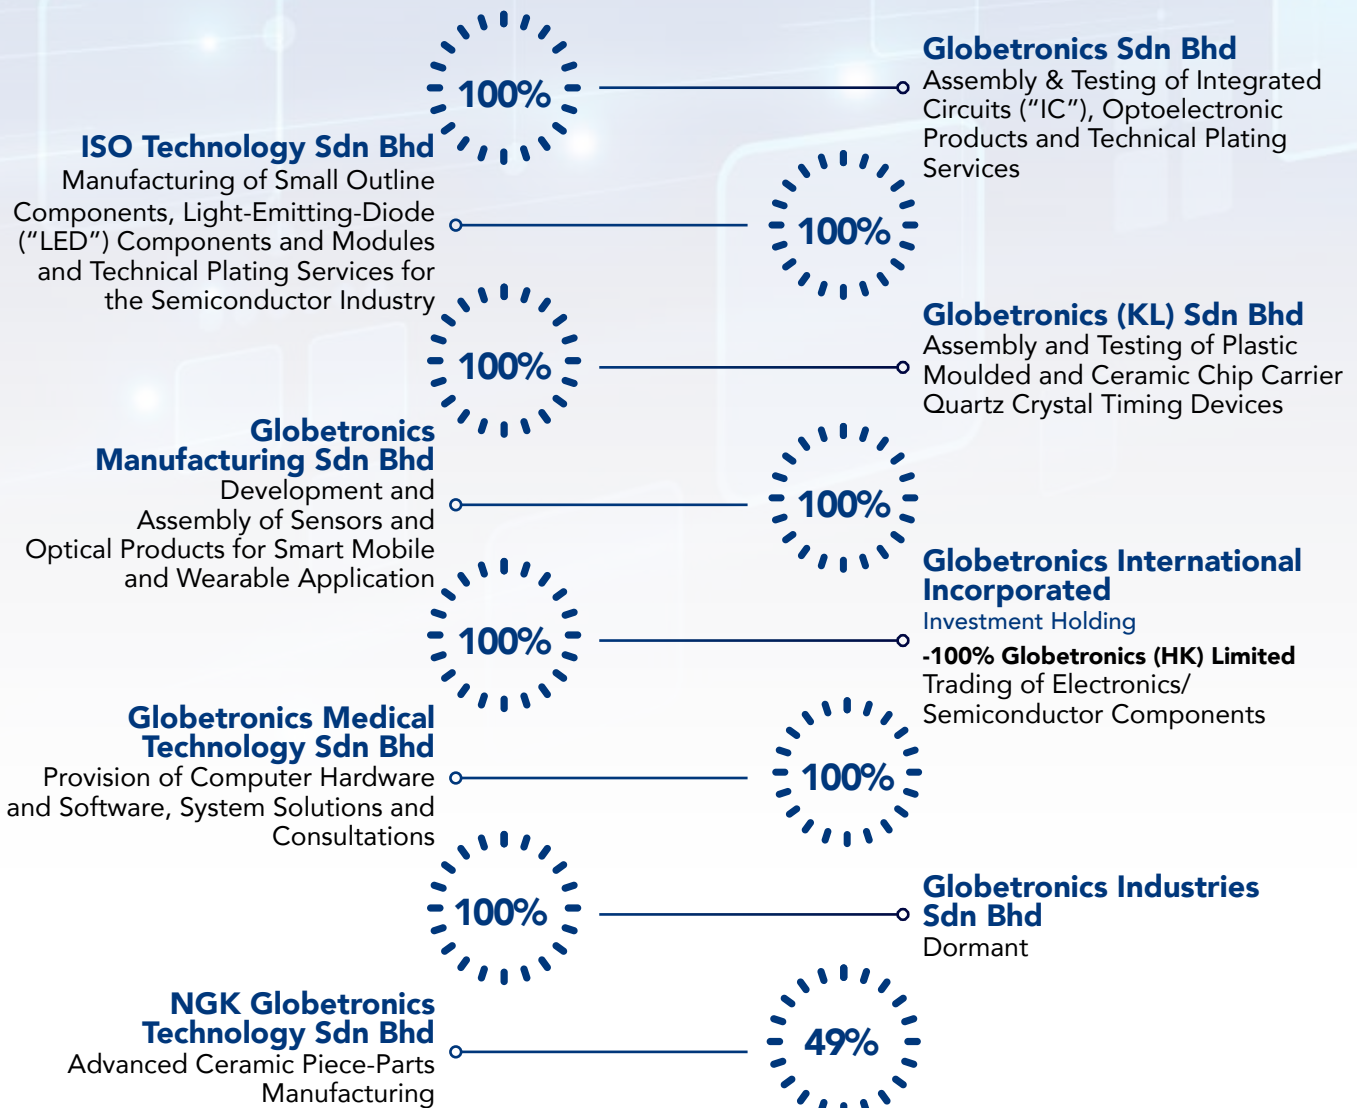 100%
Globetronics Sdn Bhd
Assembly & Testing of Integrated
Circuits (“IC”), Optoelectronic
Products and Technical Plating
Services
ISO Technology Sdn Bhd
Manufacturing of Small Outline
Components, Light-Emitting-Diode
(“LED”) Components and Modules
and Technical Plating Services for
the Semiconductor Industry
100%
100%
Globetronics (KL) Sdn Bhd
Assembly and Testing of Plastic
Moulded and Ceramic Chip Carrier
Quartz Crystal Timing Devices
Globetronics
Manufacturing Sdn Bhd
Development and
Assembly of Sensors and
Optical Products for Smart Mobile
and Wearable Application
100%
100%
Globetronics International
Incorporated
Investment Holding
-100% Globetronics (HK) Limited
Trading of Electronics/
Semiconductor Components
Globetronics Medical
Technology Sdn Bhd
Provision of Computer Hardware
and Software, System Solutions and
Consultations
100%
100%
Globetronics Industries
Sdn Bhd
Dormant
NGK Globetronics
Technology Sdn Bhd
Advanced Ceramic Piece-Parts
Manufacturing
49%